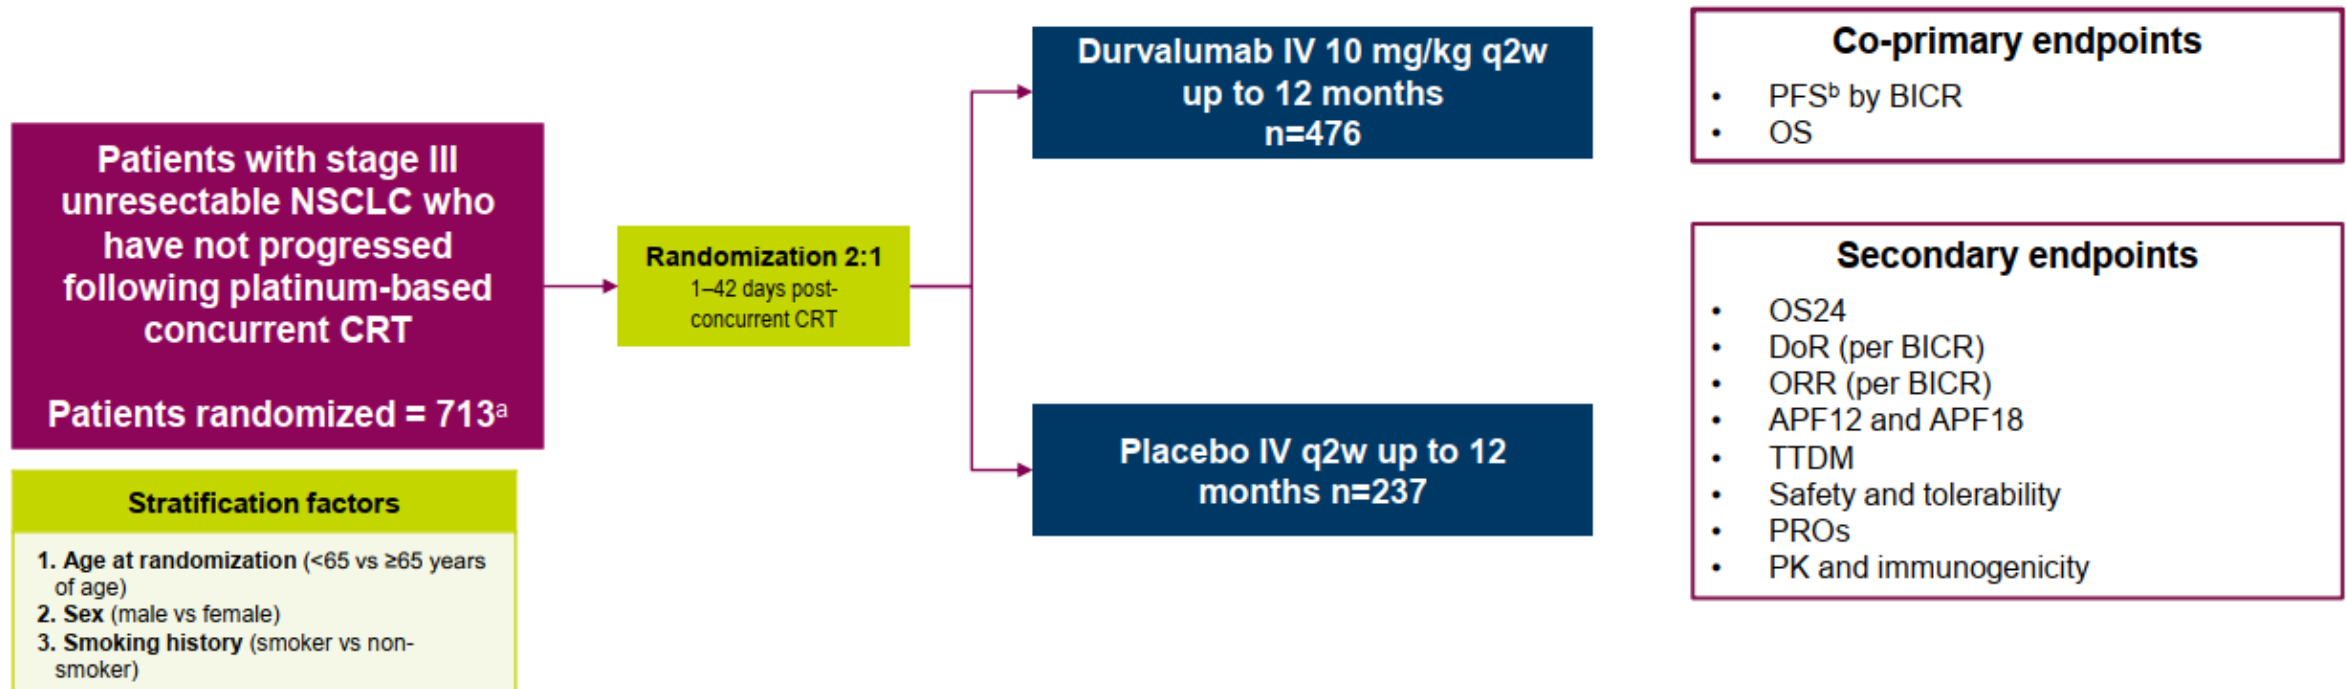 Patients with stage III
unresectable NSCLC who
have not progressed
following platinum-based
concurrent CRT
Patients randomized = 713ᵃ
Stratification factors
1. Age at randomization (<65 vs ≥65 years
of age)
2. Sex (male vs female)
3. Smoking history (smoker vs non-
smoker)
Randomization 2:1
1–42 days post-
concurrent CRT
Durvalumab IV 10 mg/kg q2w
up to 12 months
n=476
Placebo IV q2w up to 12
months n=237
Co-primary endpoints
• PFSᵇ by BICR
• OS
Secondary endpoints
• OS24
• DoR (per BICR)
• ORR (per BICR)
• APF12 and APF18
• TTDM
• Safety and tolerability
• PROs
• PK and immunogenicity